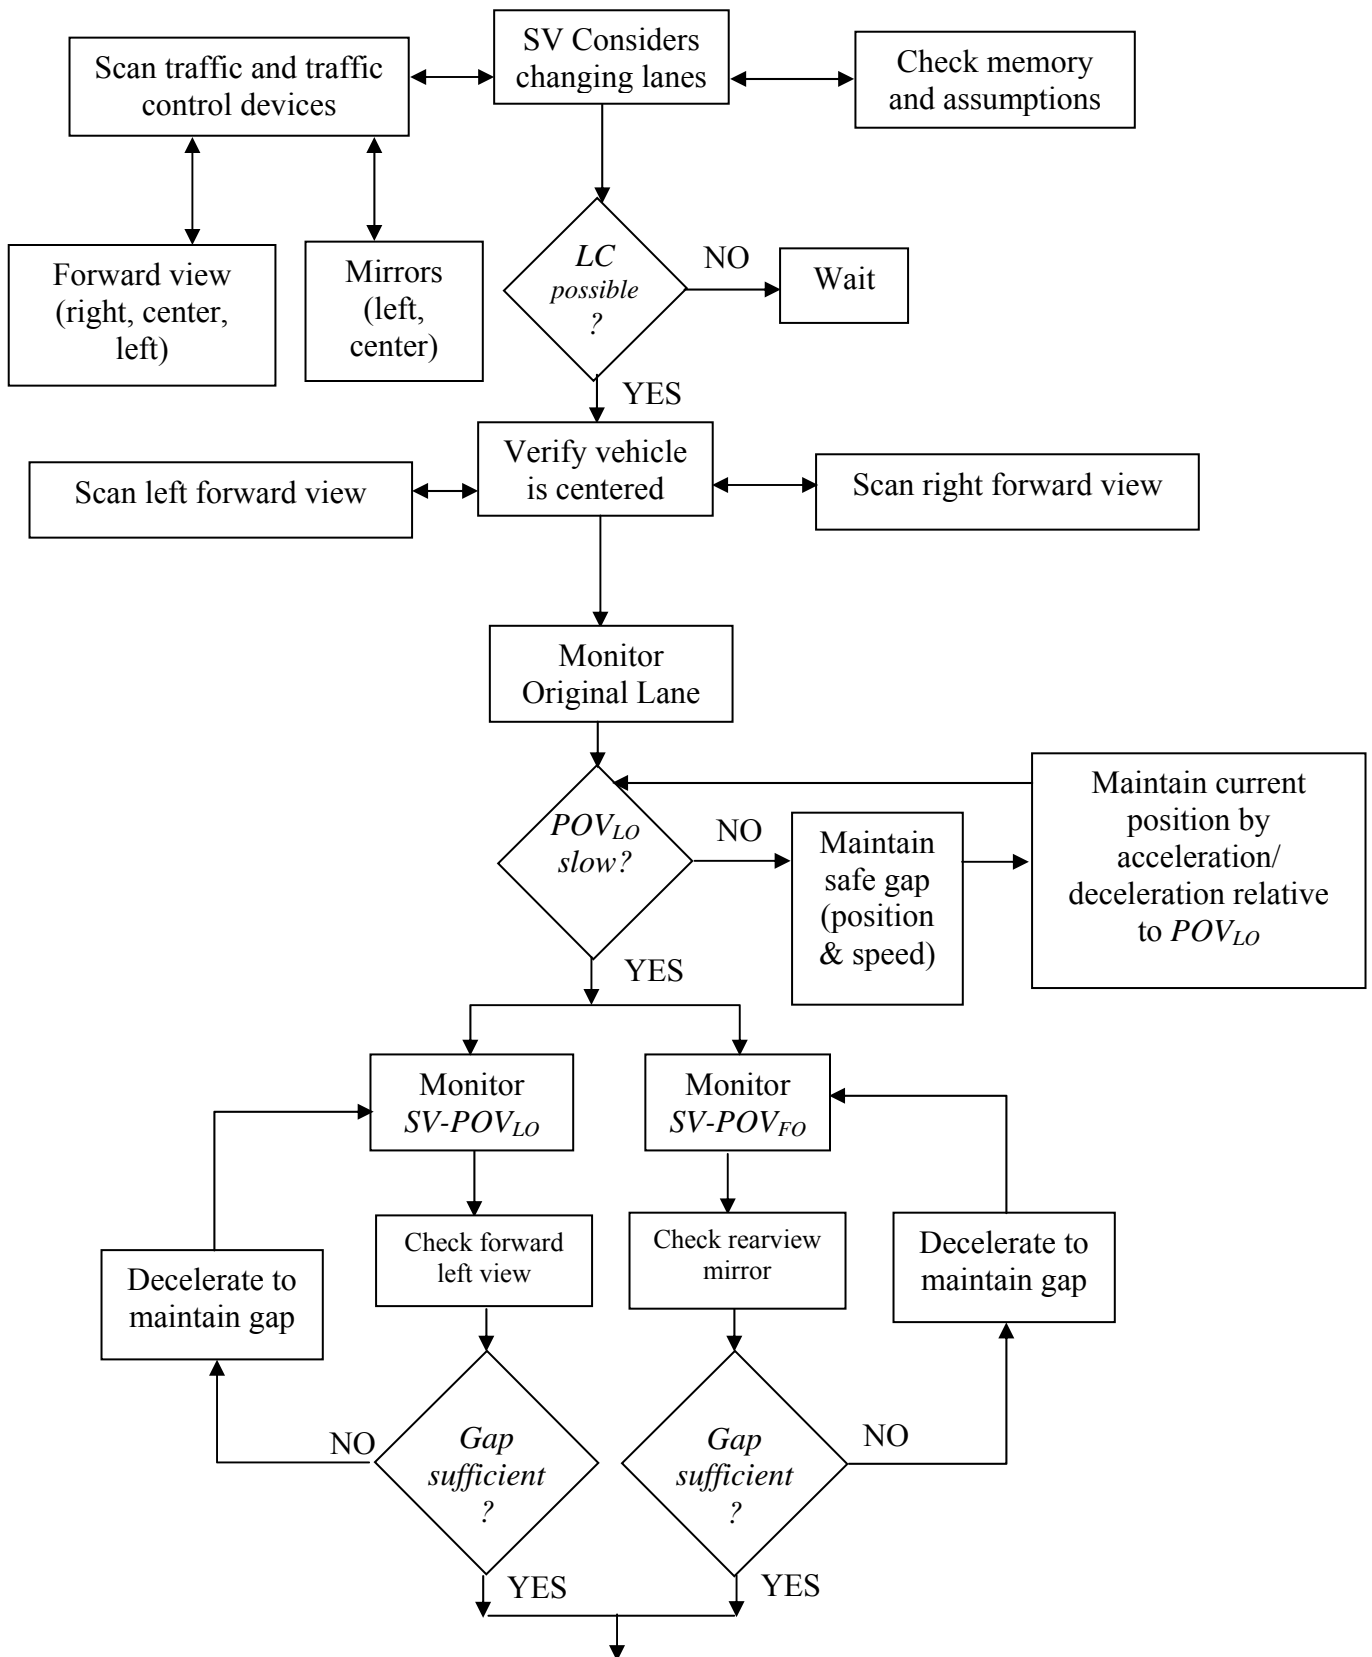 SV Considers
changing lanes
Scan traffic and traffic
control devices
Check memory
and assumptions
Forward view
(right, center,
left)
Mirrors
(left,
center)
LC
possible
?
NO
Wait
YES
Verify vehicle
is centered
Scan left forward view
Scan right forward view
Monitor
Original Lane
POV_LO
slow?
NO
Maintain
safe gap
(position
& speed)
Maintain current
position by
acceleration/
deceleration relative
to POV_LO
YES
Monitor
SV-POV_LO
Monitor
SV-POV_FO
Check forward
left view
Check rearview
mirror
Decelerate to
maintain gap
Decelerate to
maintain gap
NO
Gap
sufficient
?
Gap
sufficient
?
NO
YES
YES